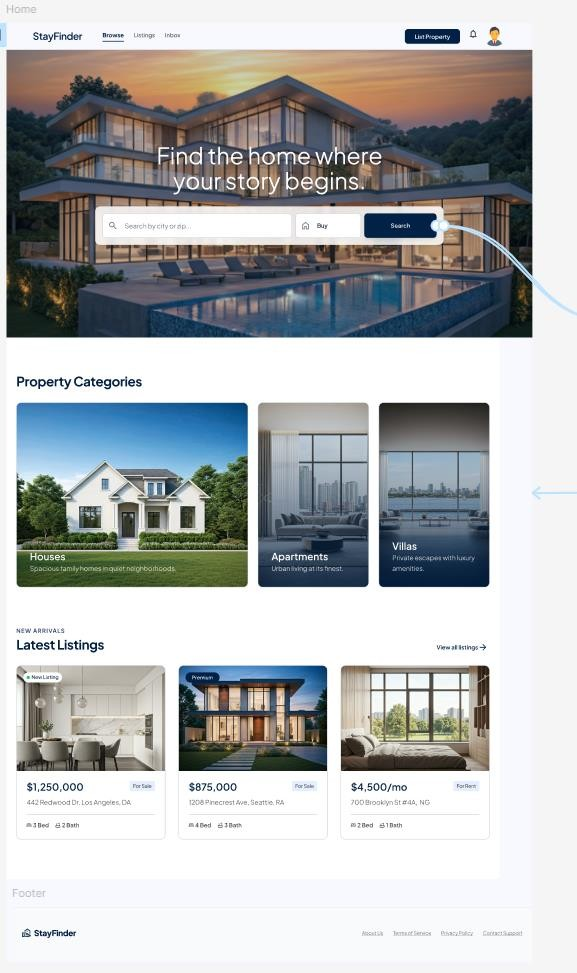 Home
StayFinder
Browse
Listings
Inbox
List Property
Find the home where
your story begins.
Search by city or zip...
Buy
Search
Property Categories
Houses
Spacious family homes in quiet neighborhoods.
Apartments
Urban living at its finest.
Villas
Private escapes with luxury
amenities.
NEW ARRIVALS
Latest Listings
View all listings
New Listing
$1,250,000
For Sale
442 Redwood Dr, Los Angeles, DA
3 Bed
2 Bath
Premium
$875,000
For Sale
1208 Pinecrest Ave, Seattle, RA
4 Bed
3 Bath
$4,500/mo
For Rent
700 Brooklyn St #4A, NG
2 Bed
1 Bath
Footer
StayFinder
About Us
Terms of Service
Privacy Policy
Contact Support